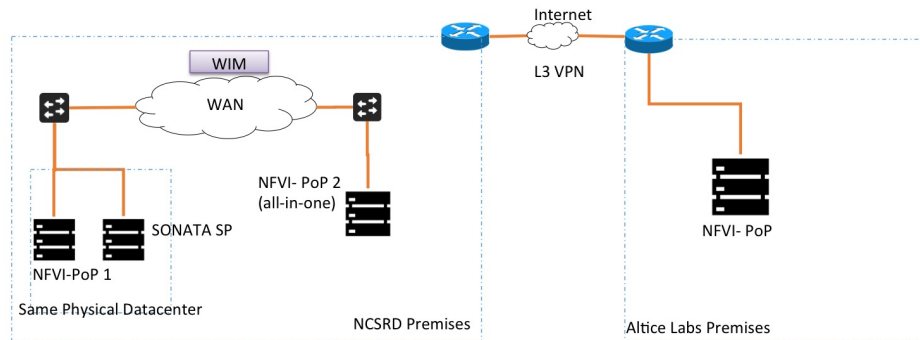 Internet
WIM
L3 VPN
WAN
NFVI- PoP 2
(all-in-one)
SONATA SP
NFVI- PoP
NFVI-PoP 1
Same Physical Datacenter
NCSRD Premises
Altice Labs Premises